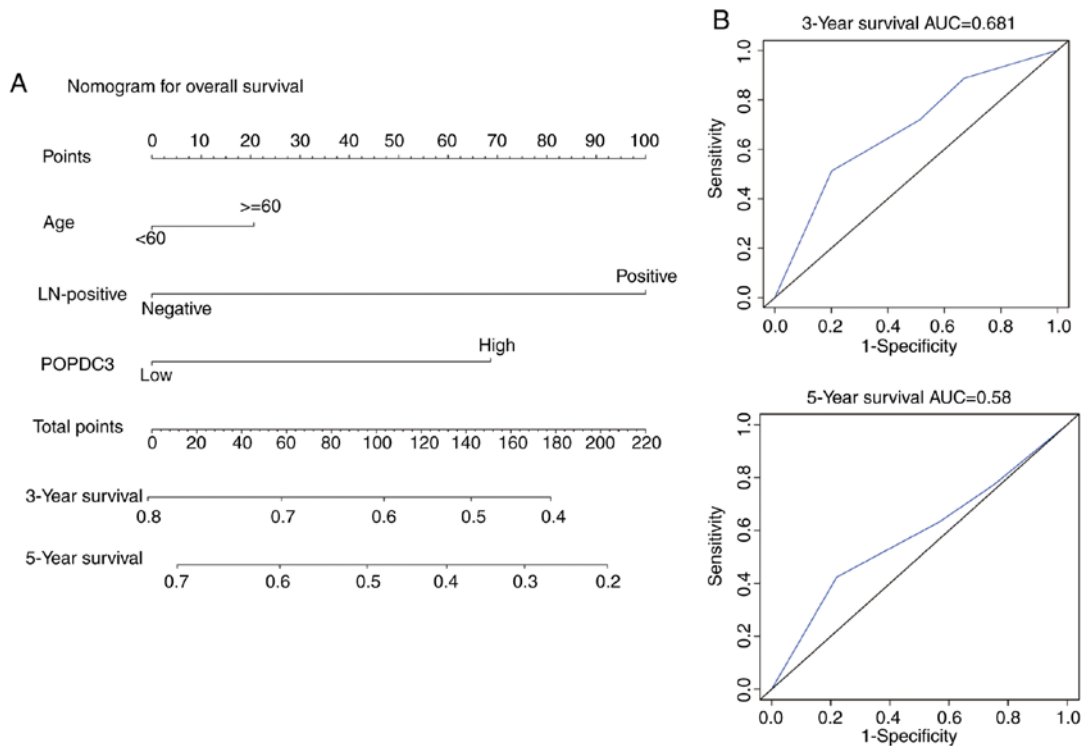 A
Nomogram for overall survival
Points
0 10 20 30 40 50 60 70 80 90 100
Age
>=60
<60
LN-positive
Positive
Negative
POPDC3
High
Low
Total points
0 20 40 60 80 100 120 140 160 180 200 220
3-Year survival
0.8 0.7 0.6 0.5 0.4
5-Year survival
0.7 0.6 0.5 0.4 0.3 0.2
B
3-Year survival AUC=0.681
Sensitivity
1.0
0.8
0.6
0.4
0.2
0.0
0.0 0.2 0.4 0.6 0.8 1.0
1-Specificity
5-Year survival AUC=0.58
Sensitivity
1.0
0.8
0.6
0.4
0.2
0.0
0.0 0.2 0.4 0.6 0.8 1.0
1-Specificity